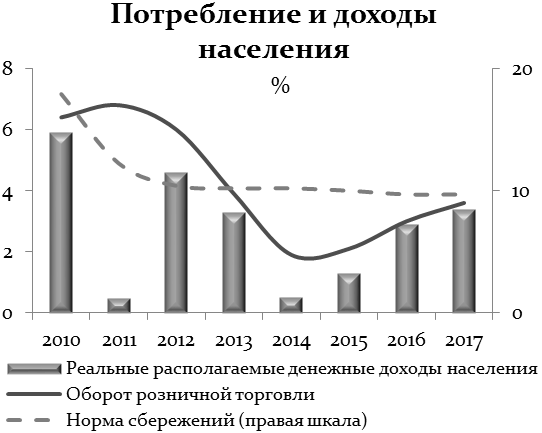 Потребление и доходы
населения
%
8
20
6
4
10
2
0
0
2010 2011 2012 2013 2014 2015 2016 2017
Реальные располагаемые денежные доходы населения
Оборот розничной торговли
Норма сбережений (правая шкала)